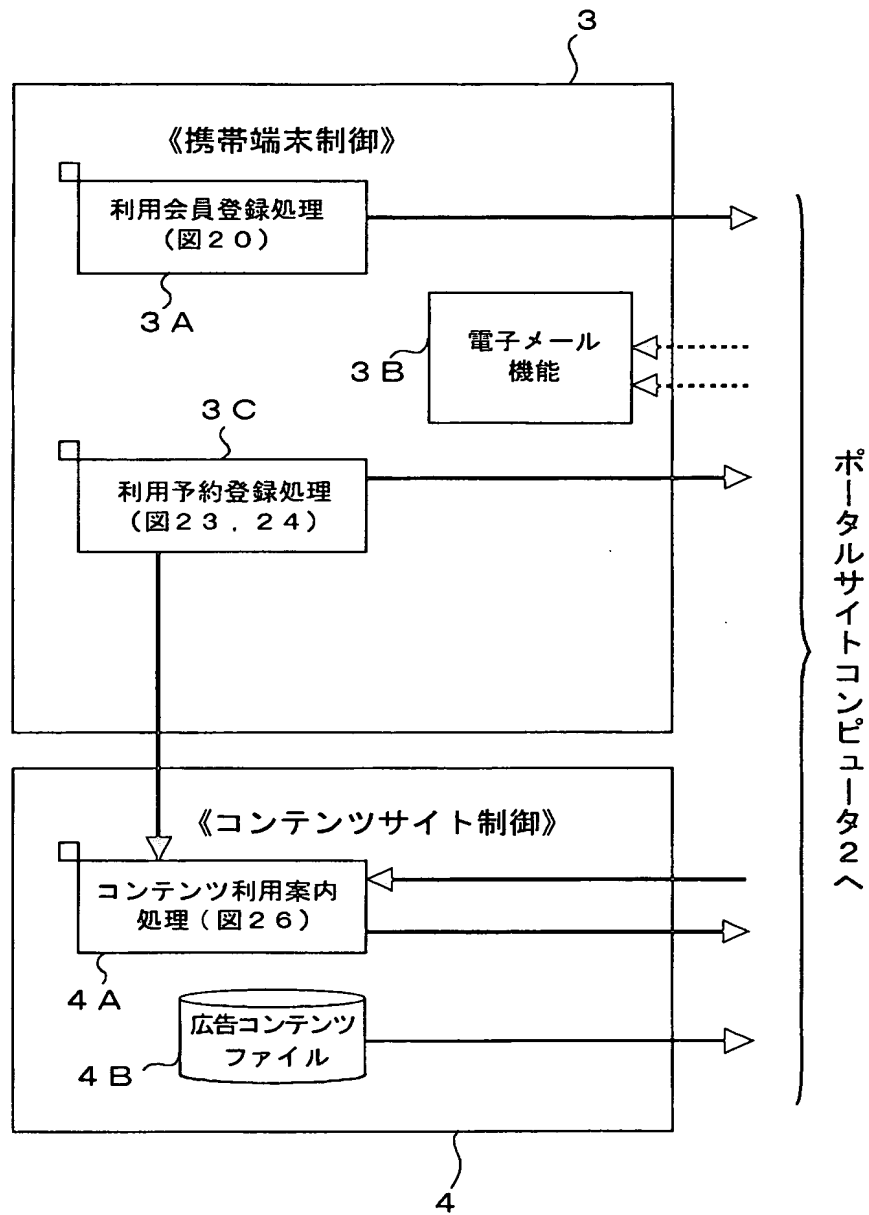 3
《携帯端末制御》
利用会員登録処理
(図20)
3A
電子メール
機能
3B
3C
利用予約登録処理
(図23,24)
ポータルサイトコンピュータ2へ
《コンテンツサイト制御》
コンテンツ利用案内
処理(図26)
4A
広告コンテンツ
ファイル
4B
4